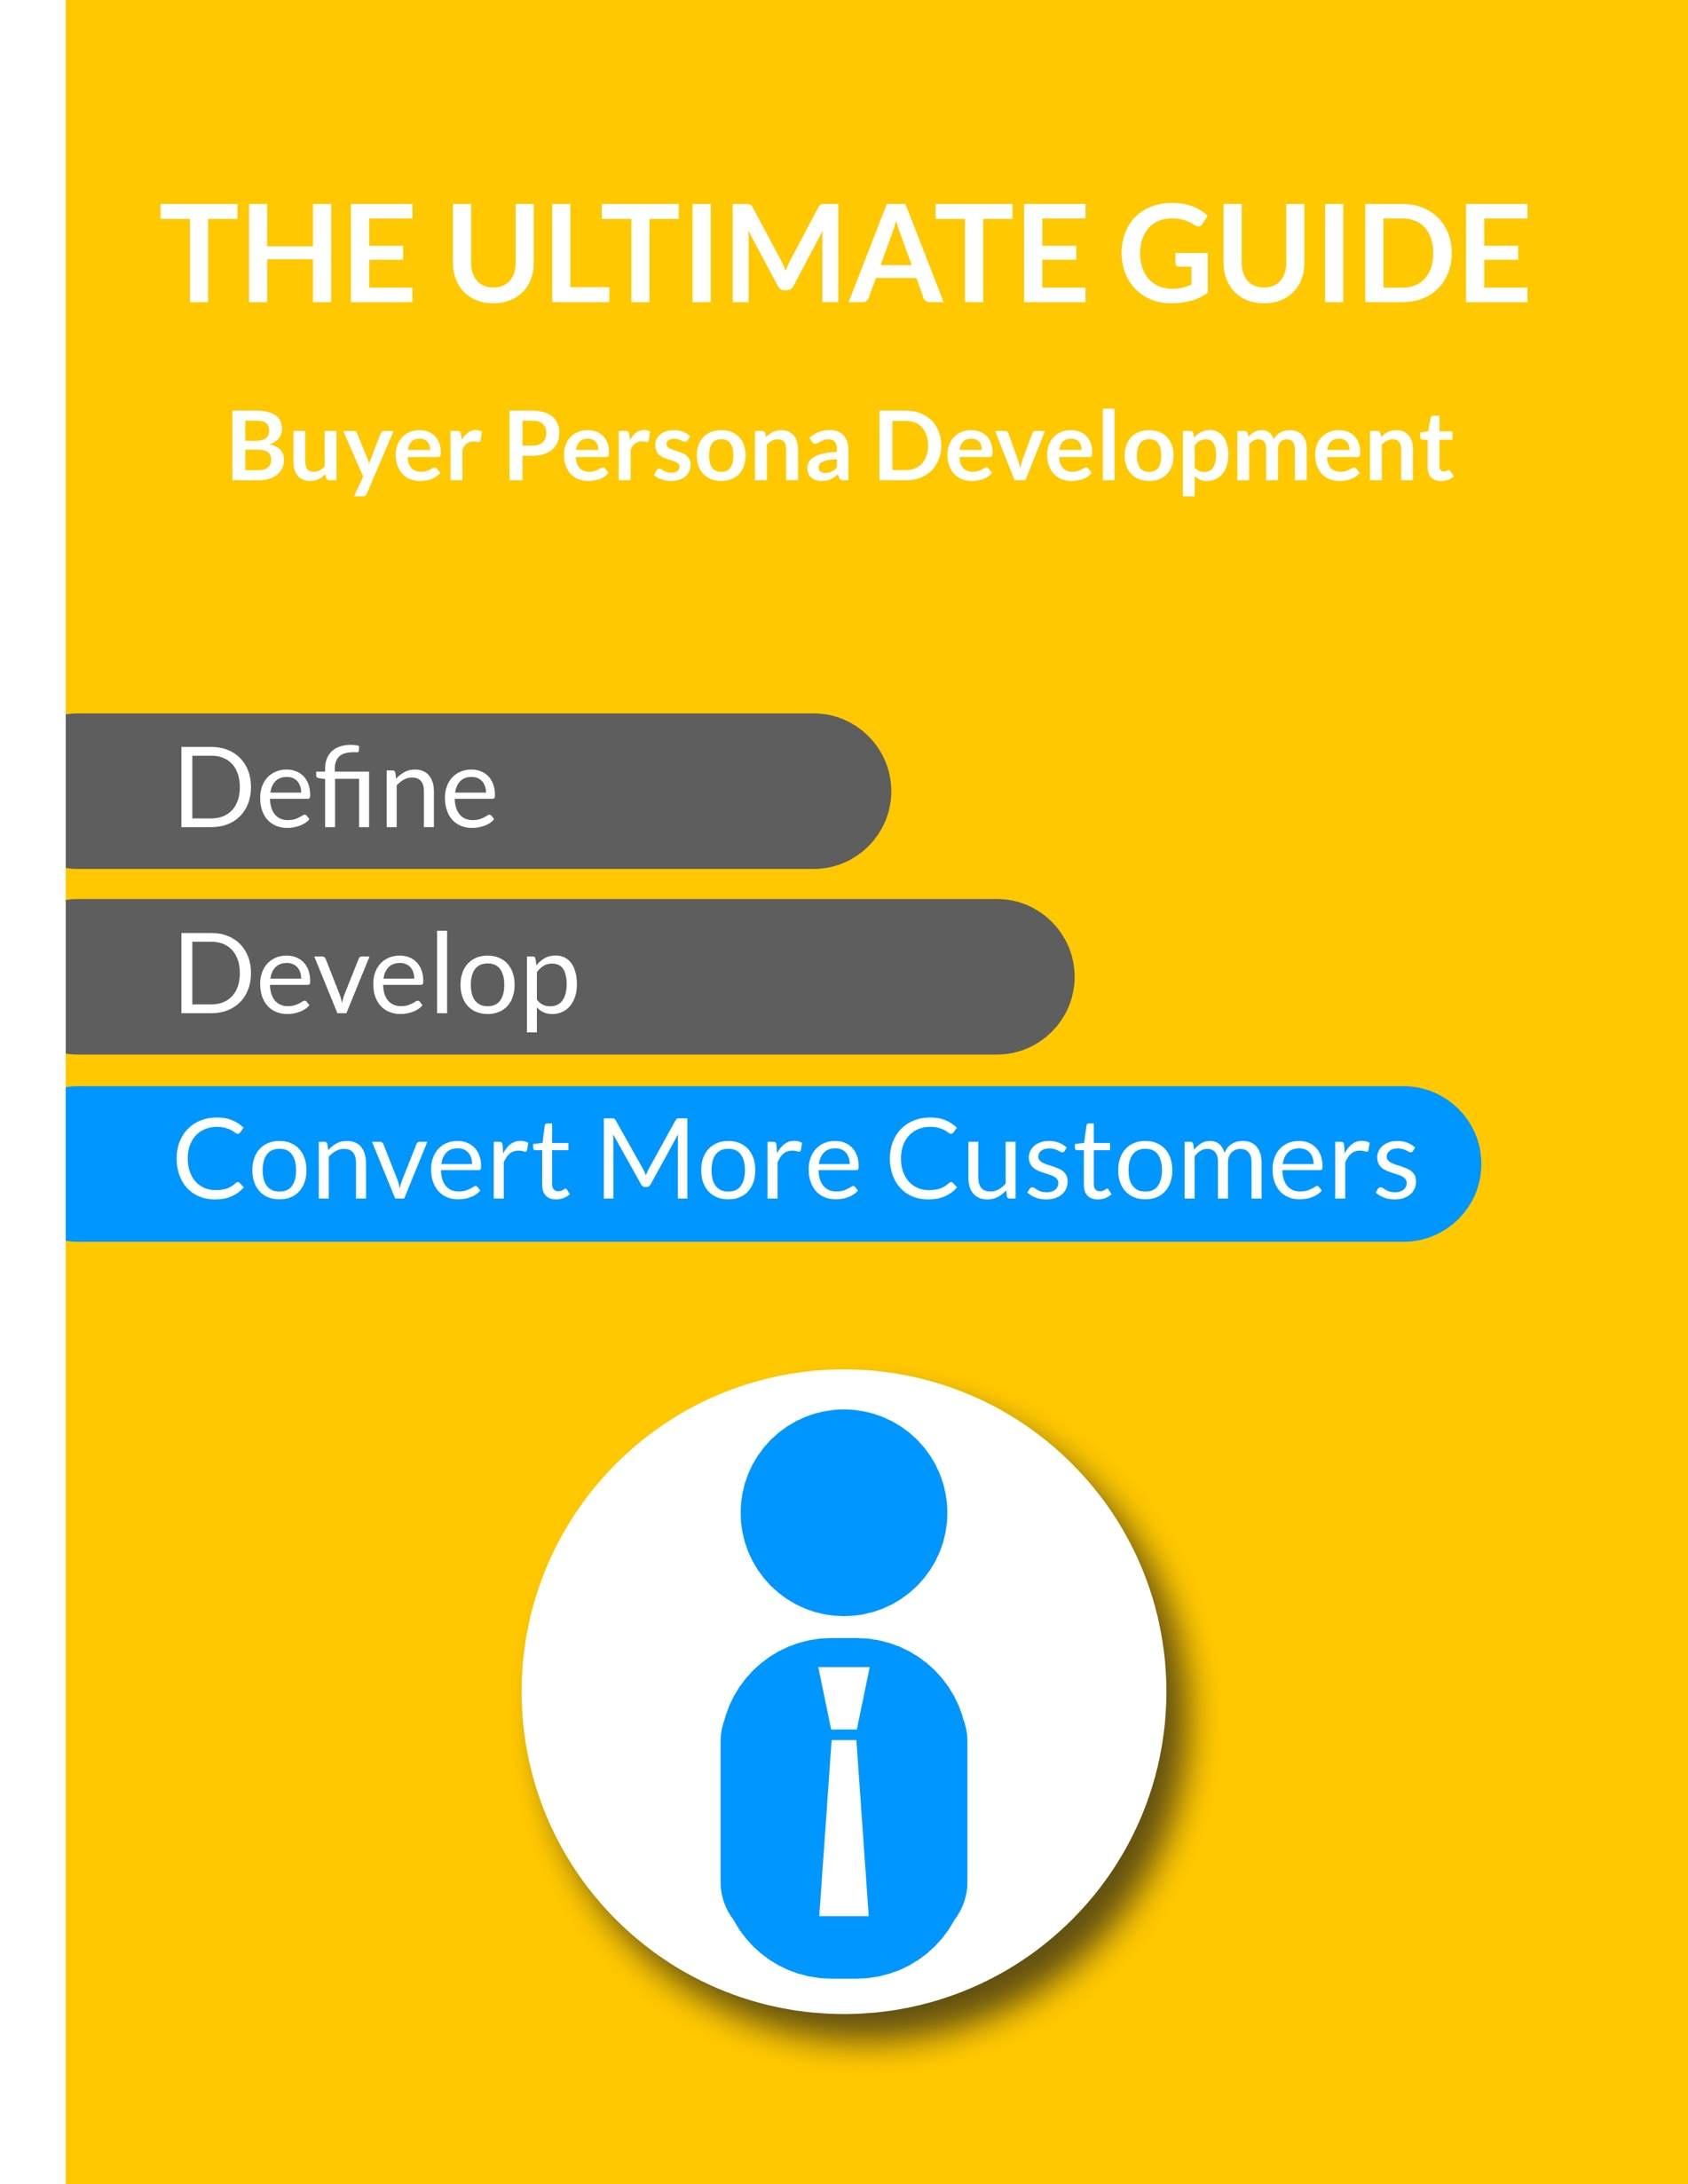 THE ULTIMATE GUIDE
Buyer Persona Development
Define
Develop
Convert More Customers